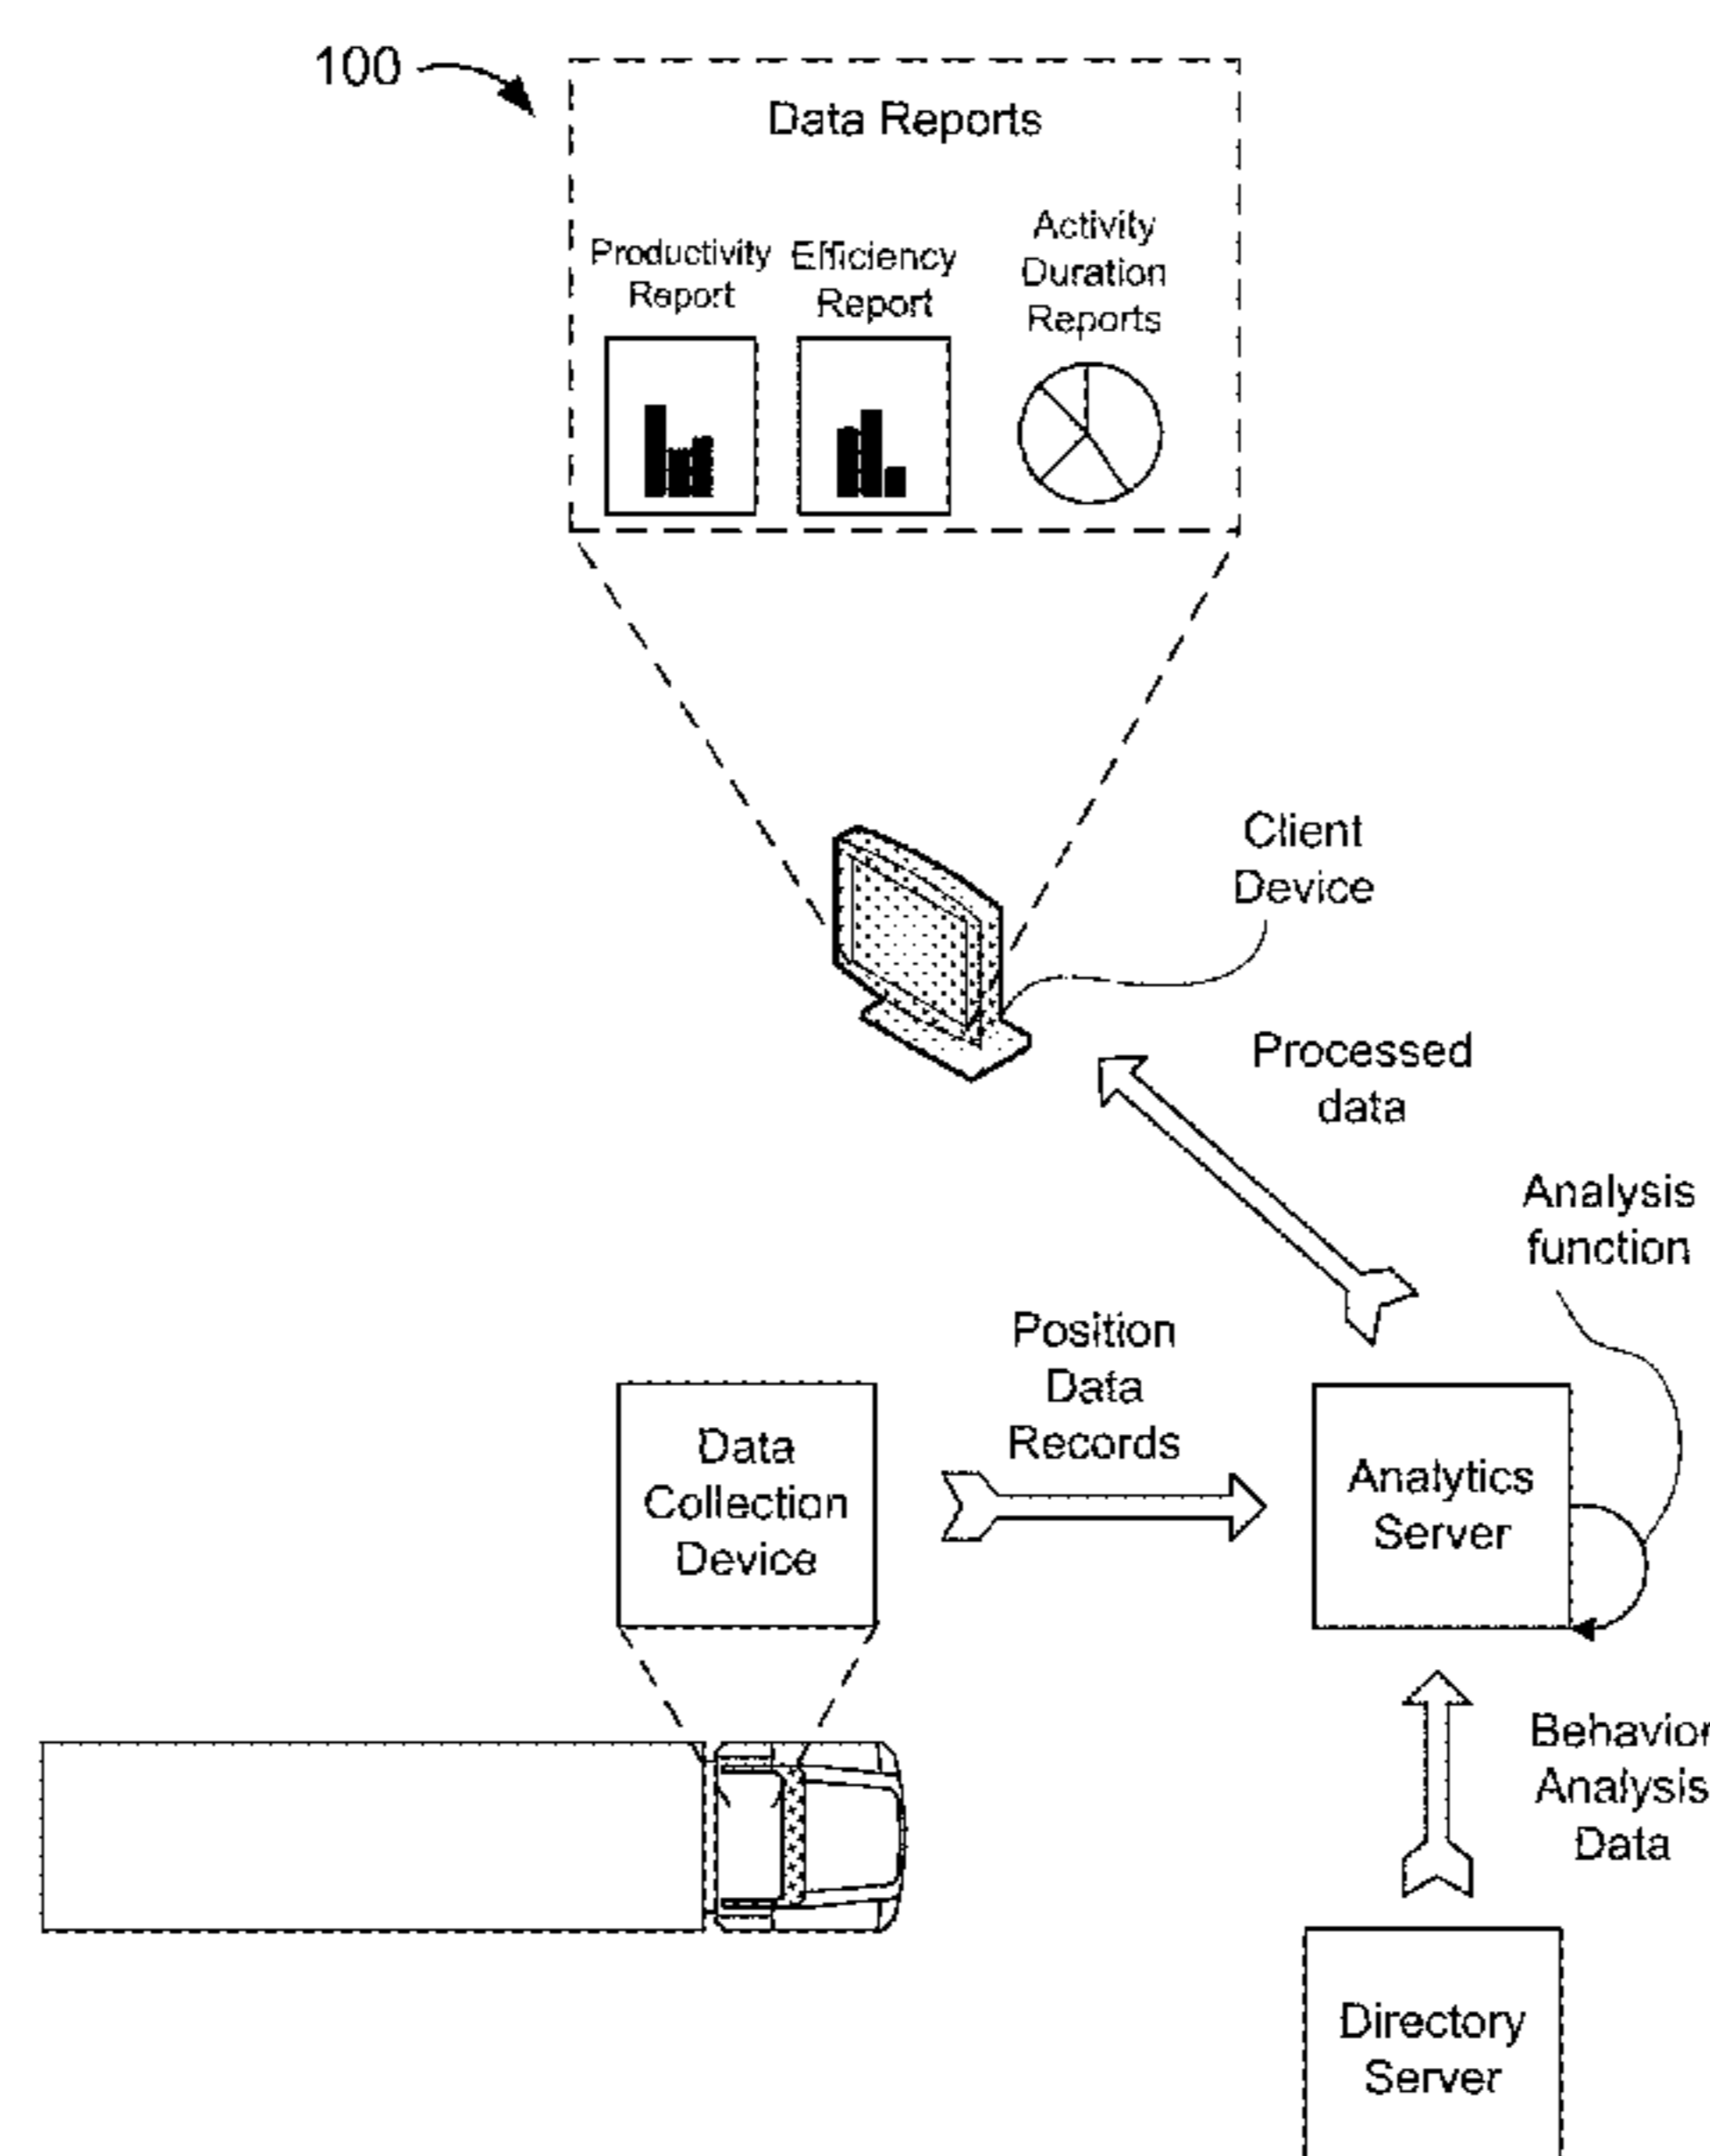 100
Data Reports
Productivity
Report
Efficiency
Report
Activity
Duration
Reports
Client
Device
Processed
data
Analysis
function
Position
Data
Records
Data
Collection
Device
Analytics
Server
Behavior
Analysis
Data
Directory
Server